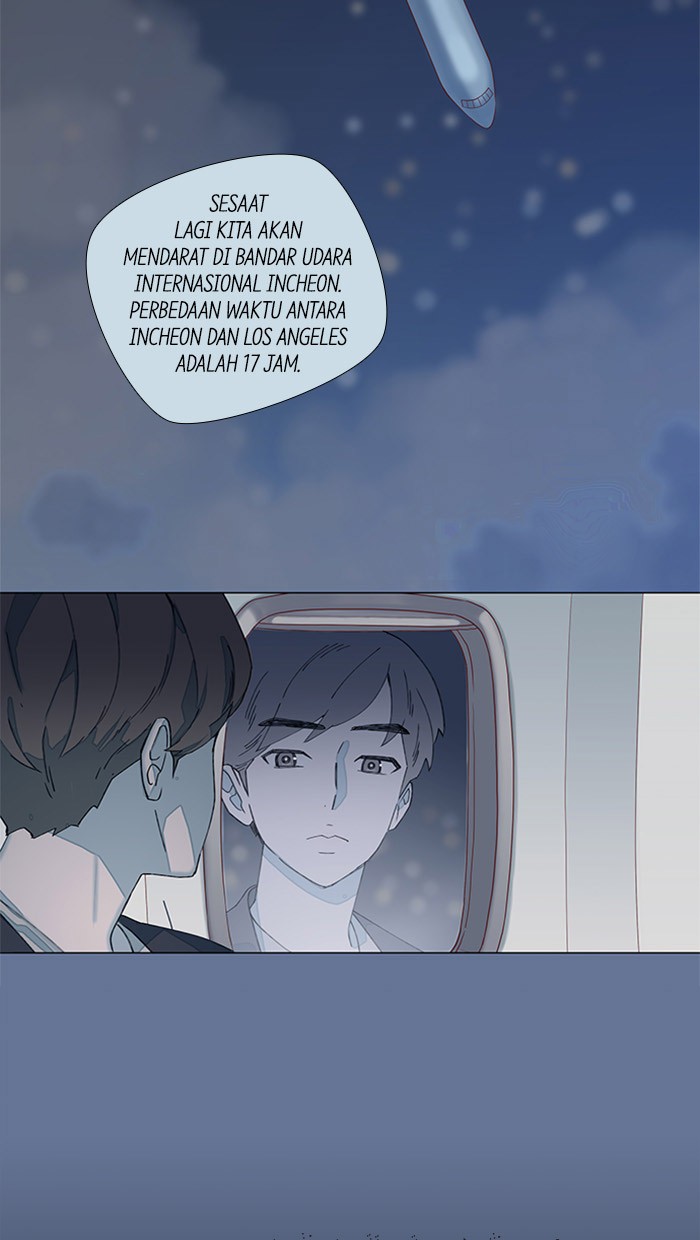 SESAAT
LAGI KITA AKAN
MENDARAT DI BANDAR UDARA
INTERNASIONAL INCHEON.
PERBEDAAN WAKTU ANTARA
INCHEON DAN LOS ANGELES
ADALAH 17 JAM.